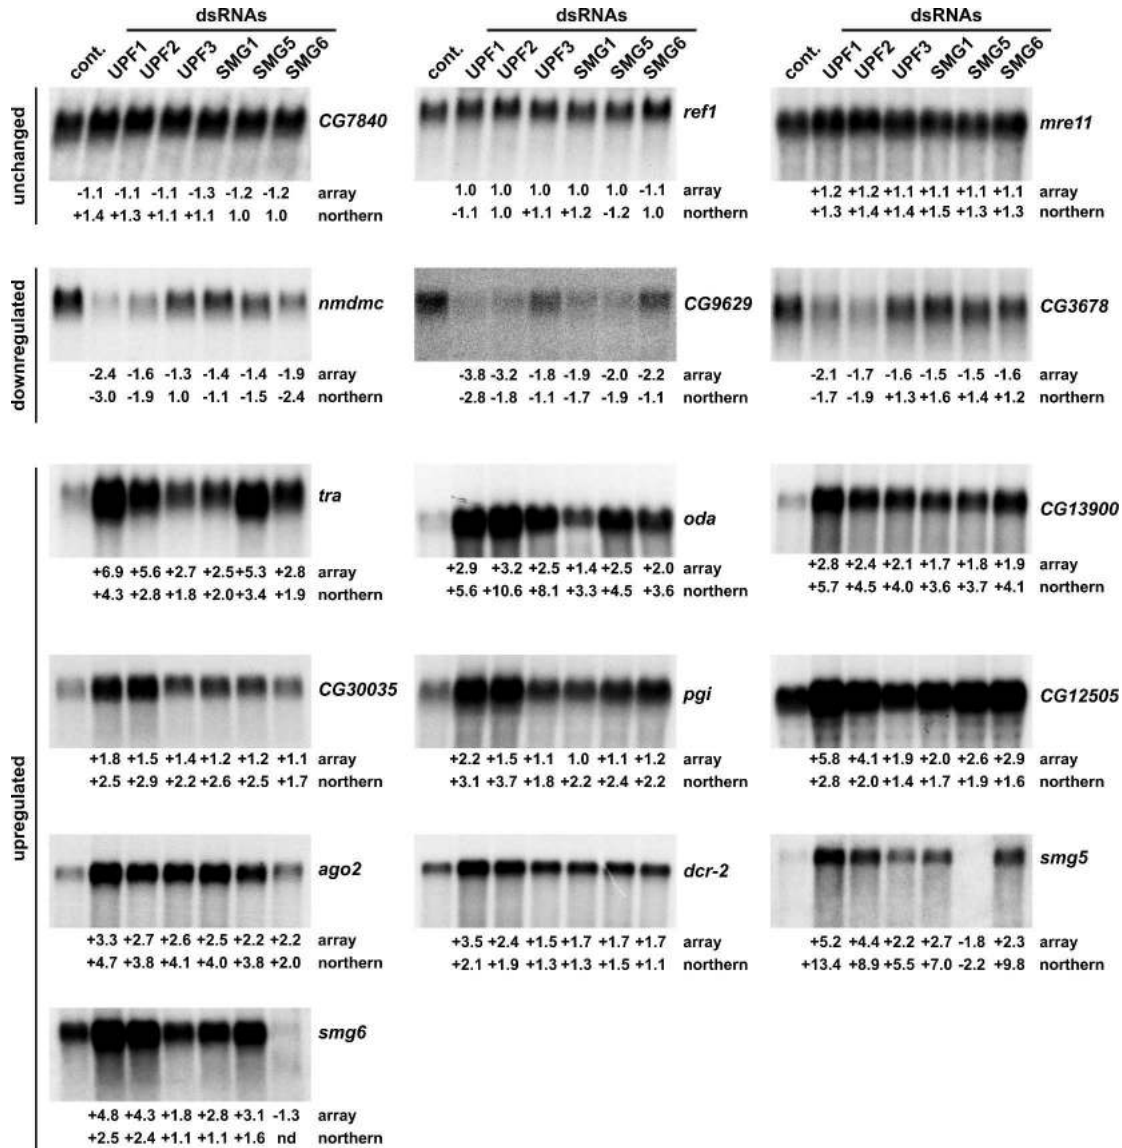 dsRNAs dsRNAs dsRNAs
cont. UPF1 UPF2 UPF3 SMG1 SMG5 SMG6 cont. UPF1 UPF2 UPF3 SMG1 SMG5 SMG6 cont. UPF1 UPF2 UPF3 SMG1 SMG5 SMG6
unchanged
CG7840 ref1 mre11
-1.1 -1.1 -1.1 -1.3 -1.2 -1.2 array 1.0 1.0 1.0 1.0 1.0 -1.1 array +1.2 +1.2 +1.1 +1.1 +1.1 +1.1 array
+1.4 +1.3 +1.1 +1.1 1.0 1.0 northern -1.1 1.0 +1.1 +1.2 -1.2 1.0 northern +1.3 +1.4 +1.4 +1.5 +1.3 +1.3 northern
downregulated
nmdmc CG9629 CG3678
-2.4 -1.6 -1.3 -1.4 -1.4 -1.9 array -3.8 -3.2 -1.8 -1.9 -2.0 -2.2 array -2.1 -1.7 -1.6 -1.5 -1.5 -1.6 array
-3.0 -1.9 1.0 -1.1 -1.5 -2.4 northern -2.8 -1.8 -1.1 -1.7 -1.9 -1.1 northern -1.7 -1.9 +1.3 +1.6 +1.4 +1.2 northern
upregulated
tra oda CG13900
+6.9 +5.6 +2.7 +2.5 +5.3 +2.8 array +2.9 +3.2 +2.5 +1.4 +2.5 +2.0 array +2.8 +2.4 +2.1 +1.7 +1.8 +1.9 array
+4.3 +2.8 +1.8 +2.0 +3.4 +1.9 northern +5.6 +10.6 +8.1 +3.3 +4.5 +3.6 northern +5.7 +4.5 +4.0 +3.6 +3.7 +4.1 northern
CG30035 pgi CG12505
+1.8 +1.5 +1.4 +1.2 +1.2 +1.1 array +2.2 +1.5 +1.1 1.0 +1.1 +1.2 array +5.8 +4.1 +1.9 +2.0 +2.6 +2.9 array
+2.5 +2.9 +2.2 +2.6 +2.5 +1.7 northern +3.1 +3.7 +1.8 +2.2 +2.4 +2.2 northern +2.8 +2.0 +1.4 +1.7 +1.9 +1.6 northern
ago2 dcr-2 smg5
+3.3 +2.7 +2.6 +2.5 +2.2 +2.2 array +3.5 +2.4 +1.5 +1.7 +1.7 +1.7 array +5.2 +4.4 +2.2 +2.7 -1.8 +2.3 array
+4.7 +3.8 +4.1 +4.0 +3.8 +2.0 northern +2.1 +1.9 +1.3 +1.3 +1.5 +1.1 northern +13.4 +8.9 +5.5 +7.0 -2.2 +9.8 northern
smg6
+4.8 +4.3 +1.8 +2.8 +3.1 -1.3 array
+2.5 +2.4 +1.1 +1.1 +1.6 nd northern